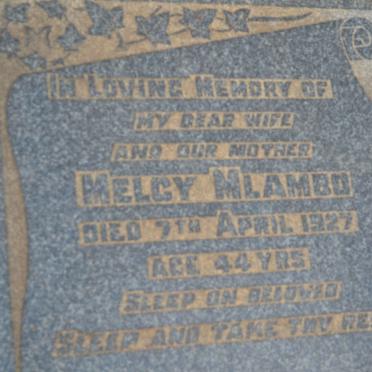 In Loving Memory of
my dear wife
and our mother
Melcy Mlambo
died 7th April 1927
age 44 yrs
Sleep on beloved
Sleep and take thy